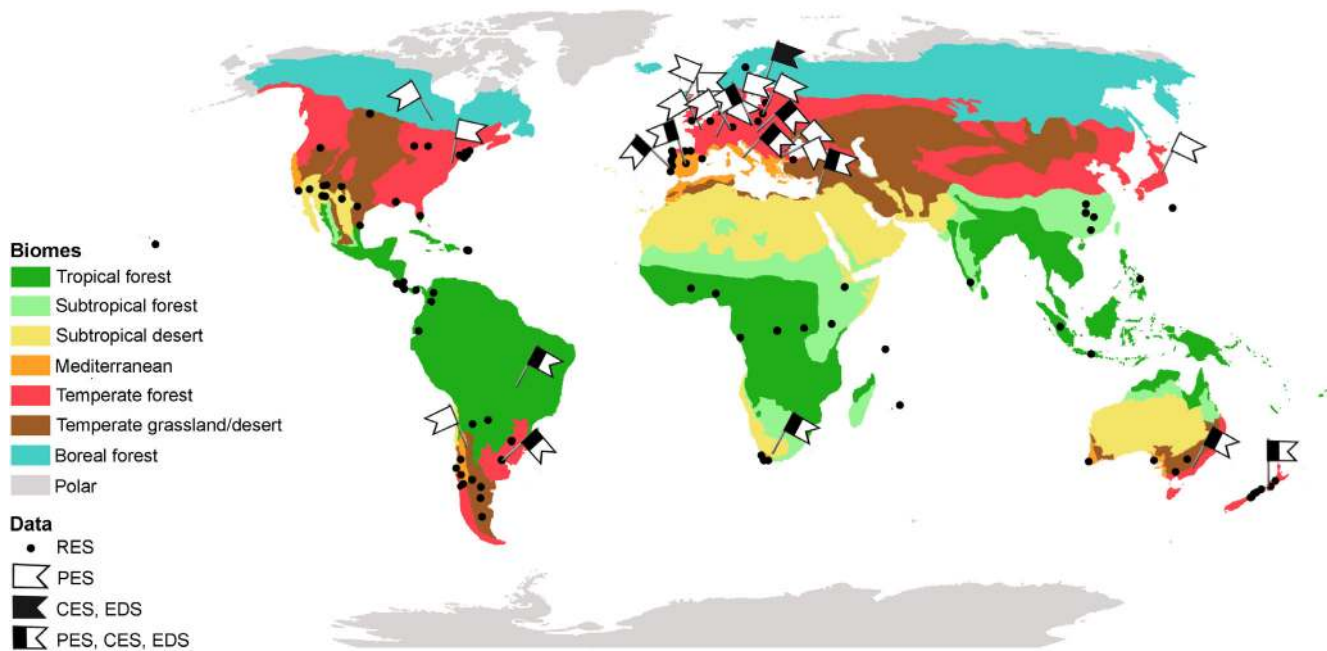 Biomes
Tropical forest
Subtropical forest
Subtropical desert
Mediterranean
Temperate forest
Temperate grassland/desert
Boreal forest
Polar
Data
RES
PES
CES, EDS
PES, CES, EDS